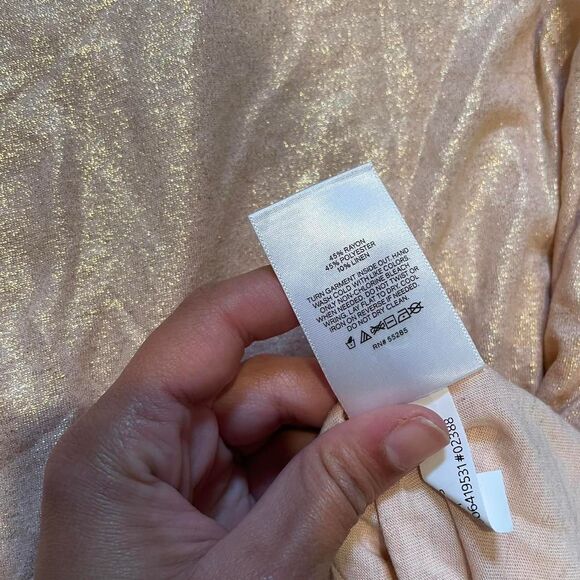 45% RAYON
45% POLYESTER
10% LINEN
TURN GARMENT INSIDE OUT, HAND
WASH COLD WITH LIKE COLORS.
ONLY NON-CHLORINE BLEACH
WHEN NEEDED. DO NOT TWIST OR
WRING. LAY FLAT TO DRY. COOL
IRON ON REVERSE IF NEEDED.
DO NOT DRY CLEAN.
RN# 55285
06419531#02388